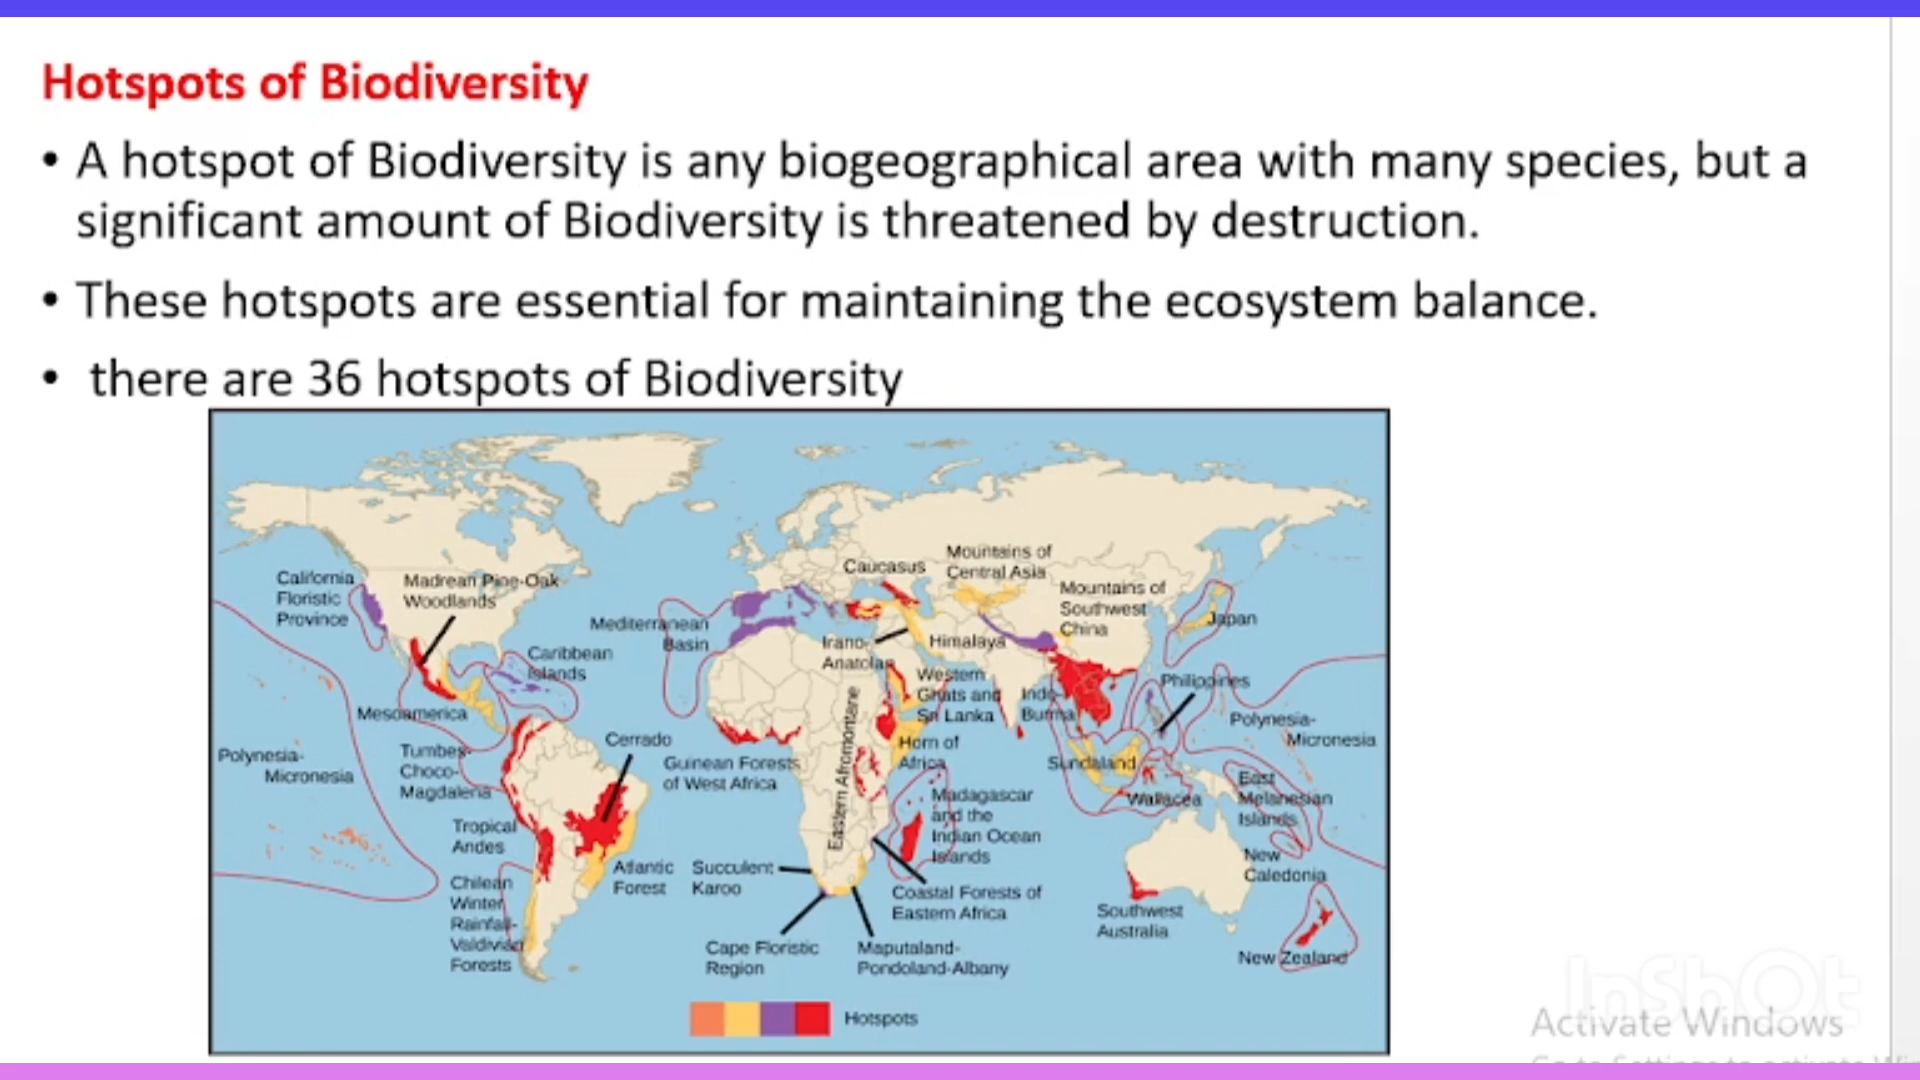 Hotspots of Biodiversity
• A hotspot of Biodiversity is any biogeographical area with many species, but a
significant amount of Biodiversity is threatened by destruction.
• These hotspots are essential for maintaining the ecosystem balance.
• there are 36 hotspots of Biodiversity
California
Floristic
Province
Madrean Pine-Oak
Woodlands
Caribbean
Islands
Mesoamerica
Polynesia-
Micronesia
Tumbes-
Choco-
Magdalena
Tropical
Andes
Chilean
Winter
Rainfall-
Valdivian
Forests
Cerrado
Atlantic
Forest
Mediterranean
Basin
Caucasus
Irano-
Anatolian
Mountains of
Central Asia
Mountains of
Southwest
China
Himalaya
Japan
Western
Ghats and
Sri Lanka
Indo-
Burma
Philippines
Polynesia-
Micronesia
Guinean Forests
of West Africa
Eastern Afromontane
Horn of
Africa
Madagascar
and the
Indian Ocean
Islands
Succulent
Karoo
Coastal Forests of
Eastern Africa
Cape Floristic
Region
Maputaland-
Pondoland-Albany
Sundaland
Wallacea
East
Melanesian
Islands
New
Caledonia
Southwest
Australia
New Zealand
Hotspots
InShOt
Activate Windows